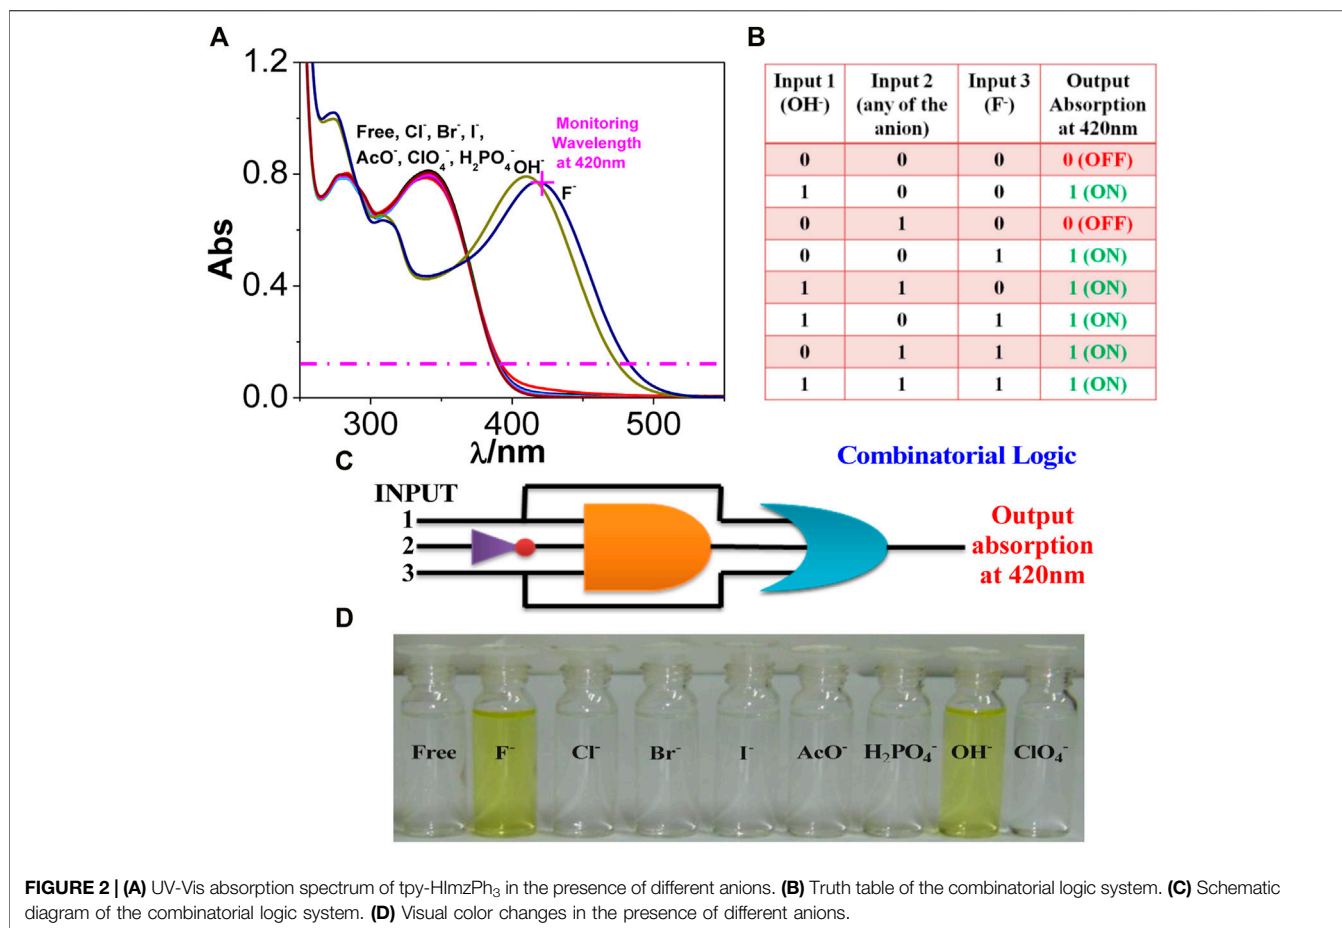 A
1.2
0.8
0.4
0.0
Abs
300
400
500
λ/nm
Free, Cl⁻, Br⁻, I⁻,
AcO⁻, ClO₄⁻, H₂PO₄⁻
OH⁻
F⁻
Monitoring
Wavelength
at 420nm
B
Input 1 (OH⁻) Input 2 (any of the anion) Input 3 (F⁻) Output Absorption at 420nm
0 0 0 0 (OFF)
1 0 0 1 (ON)
0 1 0 0 (OFF)
0 0 1 1 (ON)
1 1 0 1 (ON)
1 0 1 1 (ON)
0 1 1 1 (ON)
1 1 1 1 (ON)
C
Combinatorial Logic
INPUT
1
2
3
Output
absorption
at 420nm
D
Free F⁻ Cl⁻ Br⁻ I⁻ AcO⁻ H₂PO₄⁻ OH⁻ ClO₄⁻
FIGURE 2 | (A) UV-Vis absorption spectrum of tpy-HImzPh₃ in the presence of different anions. (B) Truth table of the combinatorial logic system. (C) Schematic
diagram of the combinatorial logic system. (D) Visual color changes in the presence of different anions.